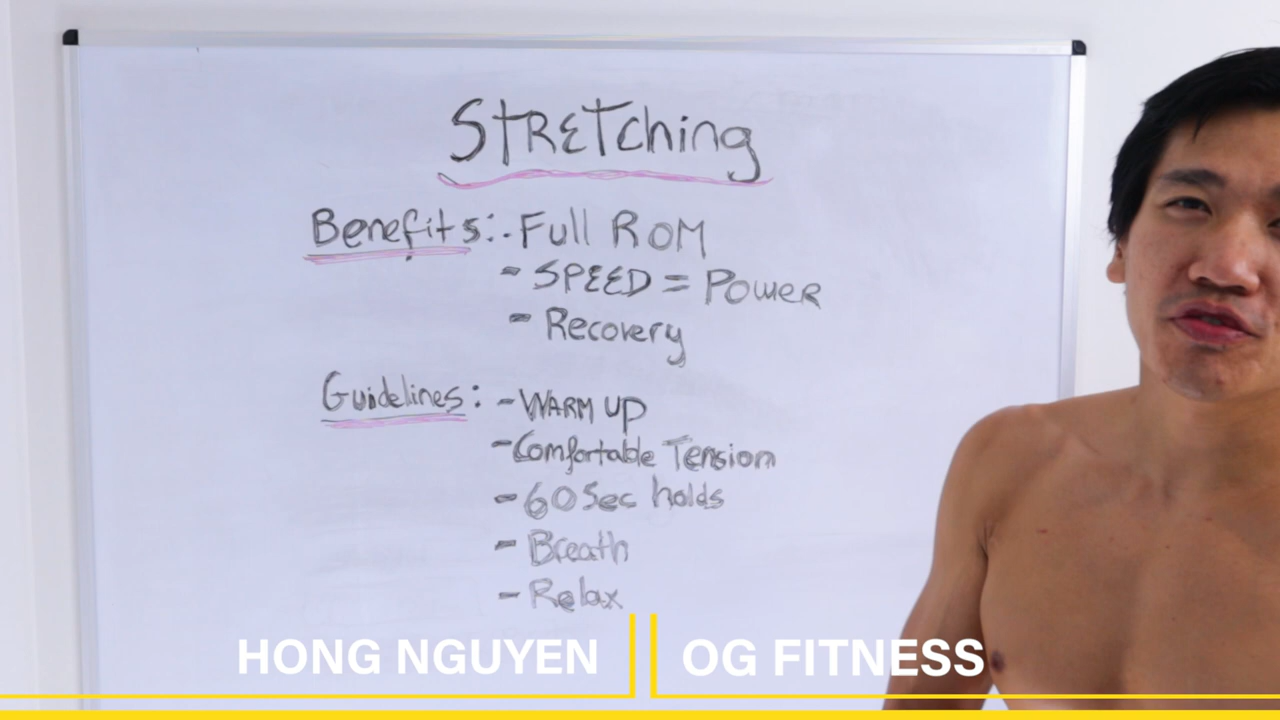 STRETching
Benefits: - Full ROM
- SPEED = POWER
- Recovery
Guidelines: - WARM UP
- Comfortable Tension
- 60 Sec holds
- Breath
- Relax
HONG NGUYEN OG FITNESS